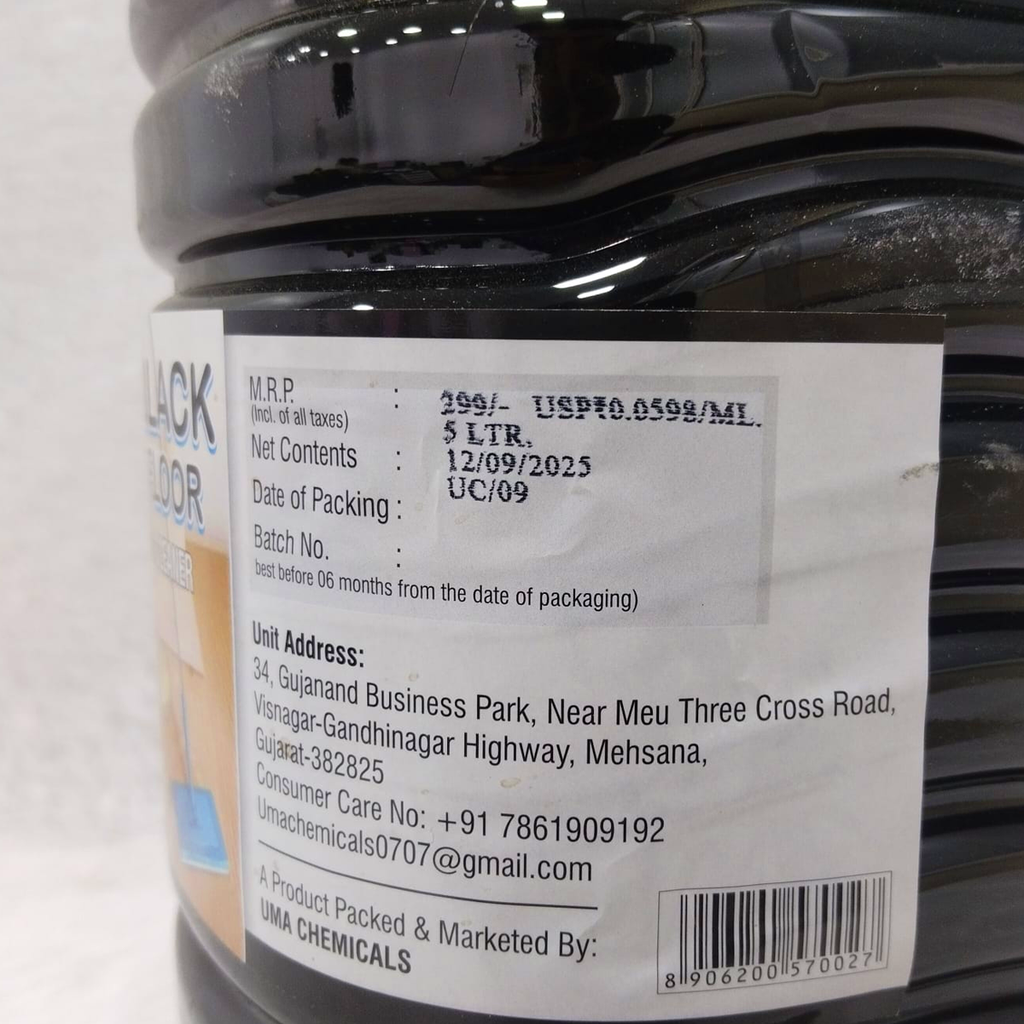 LACK
LOOR
M.R.P. : 299/- USP₹0.0598/ML.
(Incl. of all taxes)
Net Contents : 5 LTR.
Date of Packing : 12/09/2025
Batch No. : UC/09
best before 06 months from the date of packaging)
Unit Address:
34, Gujanand Business Park, Near Meu Three Cross Road,
Visnagar-Gandhinagar Highway, Mehsana,
Gujarat-382825
Consumer Care No: +91 7861909192
Umachemicals0707@gmail.com
A Product Packed & Marketed By:
UMA CHEMICALS
8 906200 570027